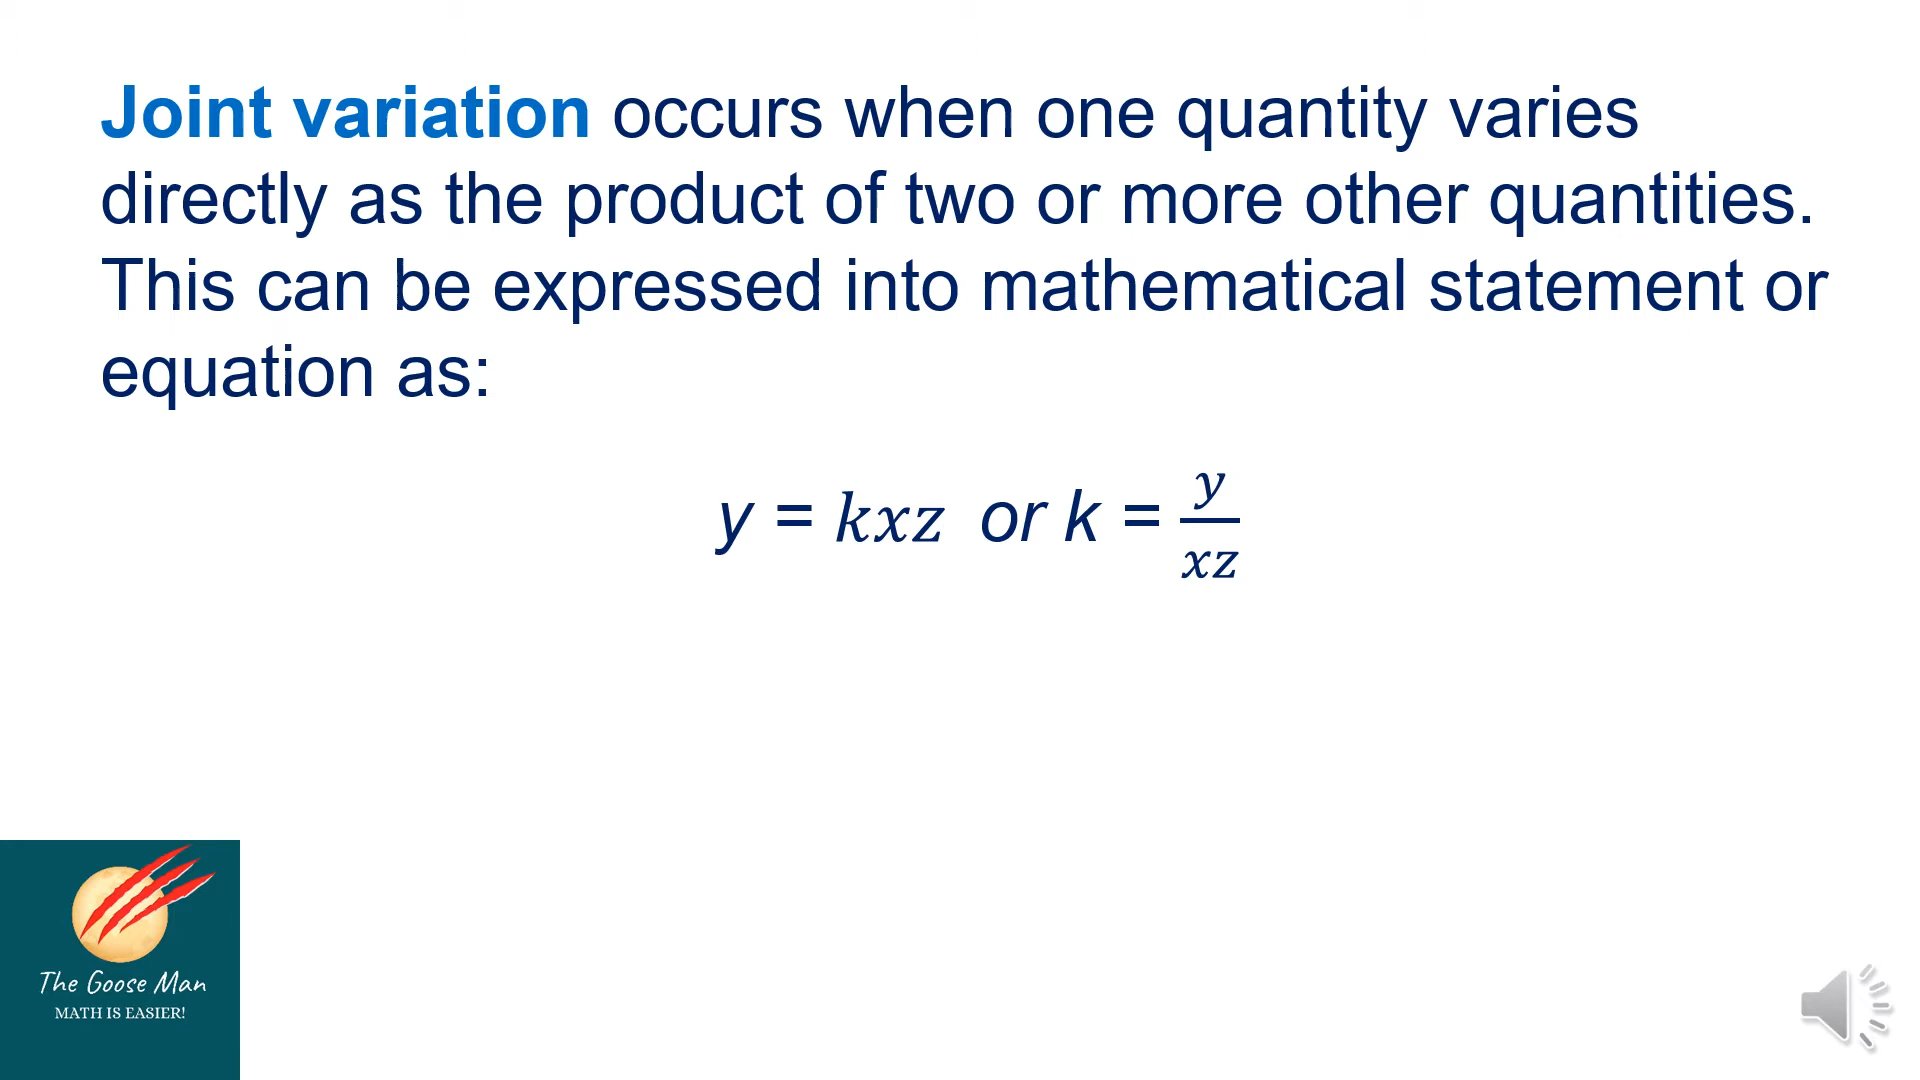 Joint variation occurs when one quantity varies
directly as the product of two or more other quantities.
This can be expressed into mathematical statement or
equation as:
y = kxz or k = y/xz
The Goose Man
MATH IS EASIER!